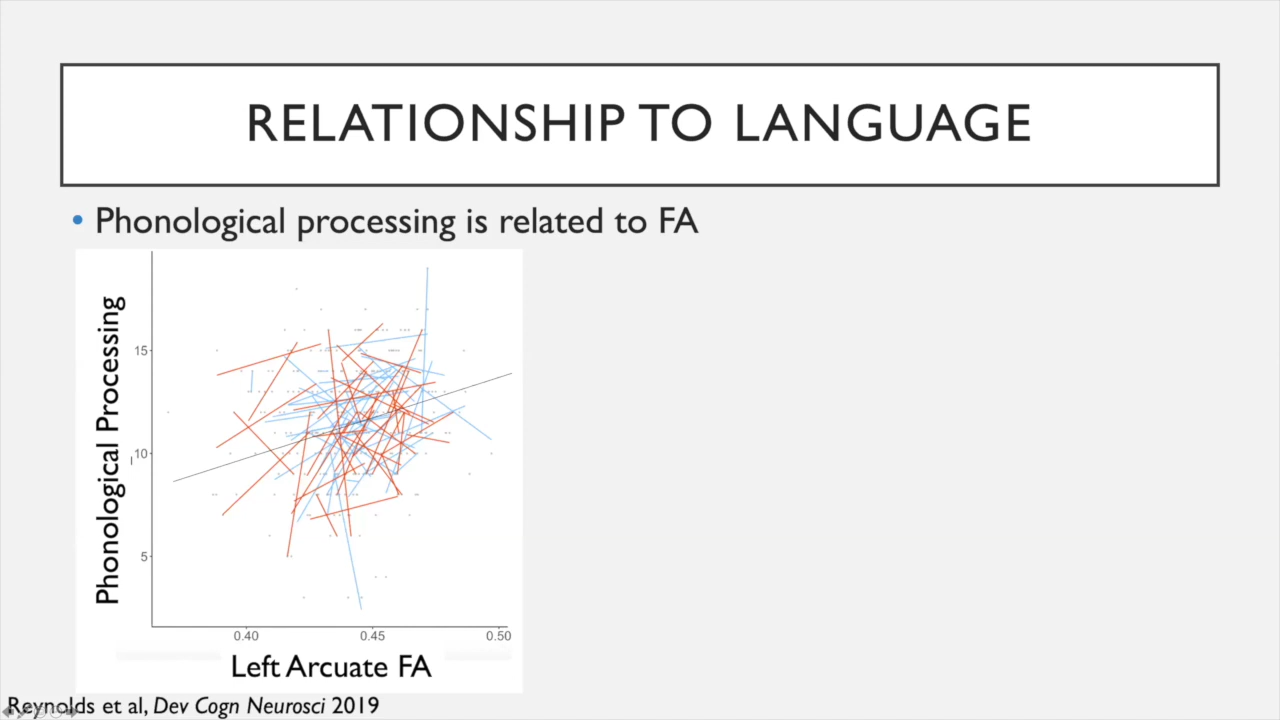 RELATIONSHIP TO LANGUAGE
• Phonological processing is related to FA
Phonological Processing
15
10
5
0.40 0.45 0.50
Left Arcuate FA
Reynolds et al, Dev Cogn Neurosci 2019